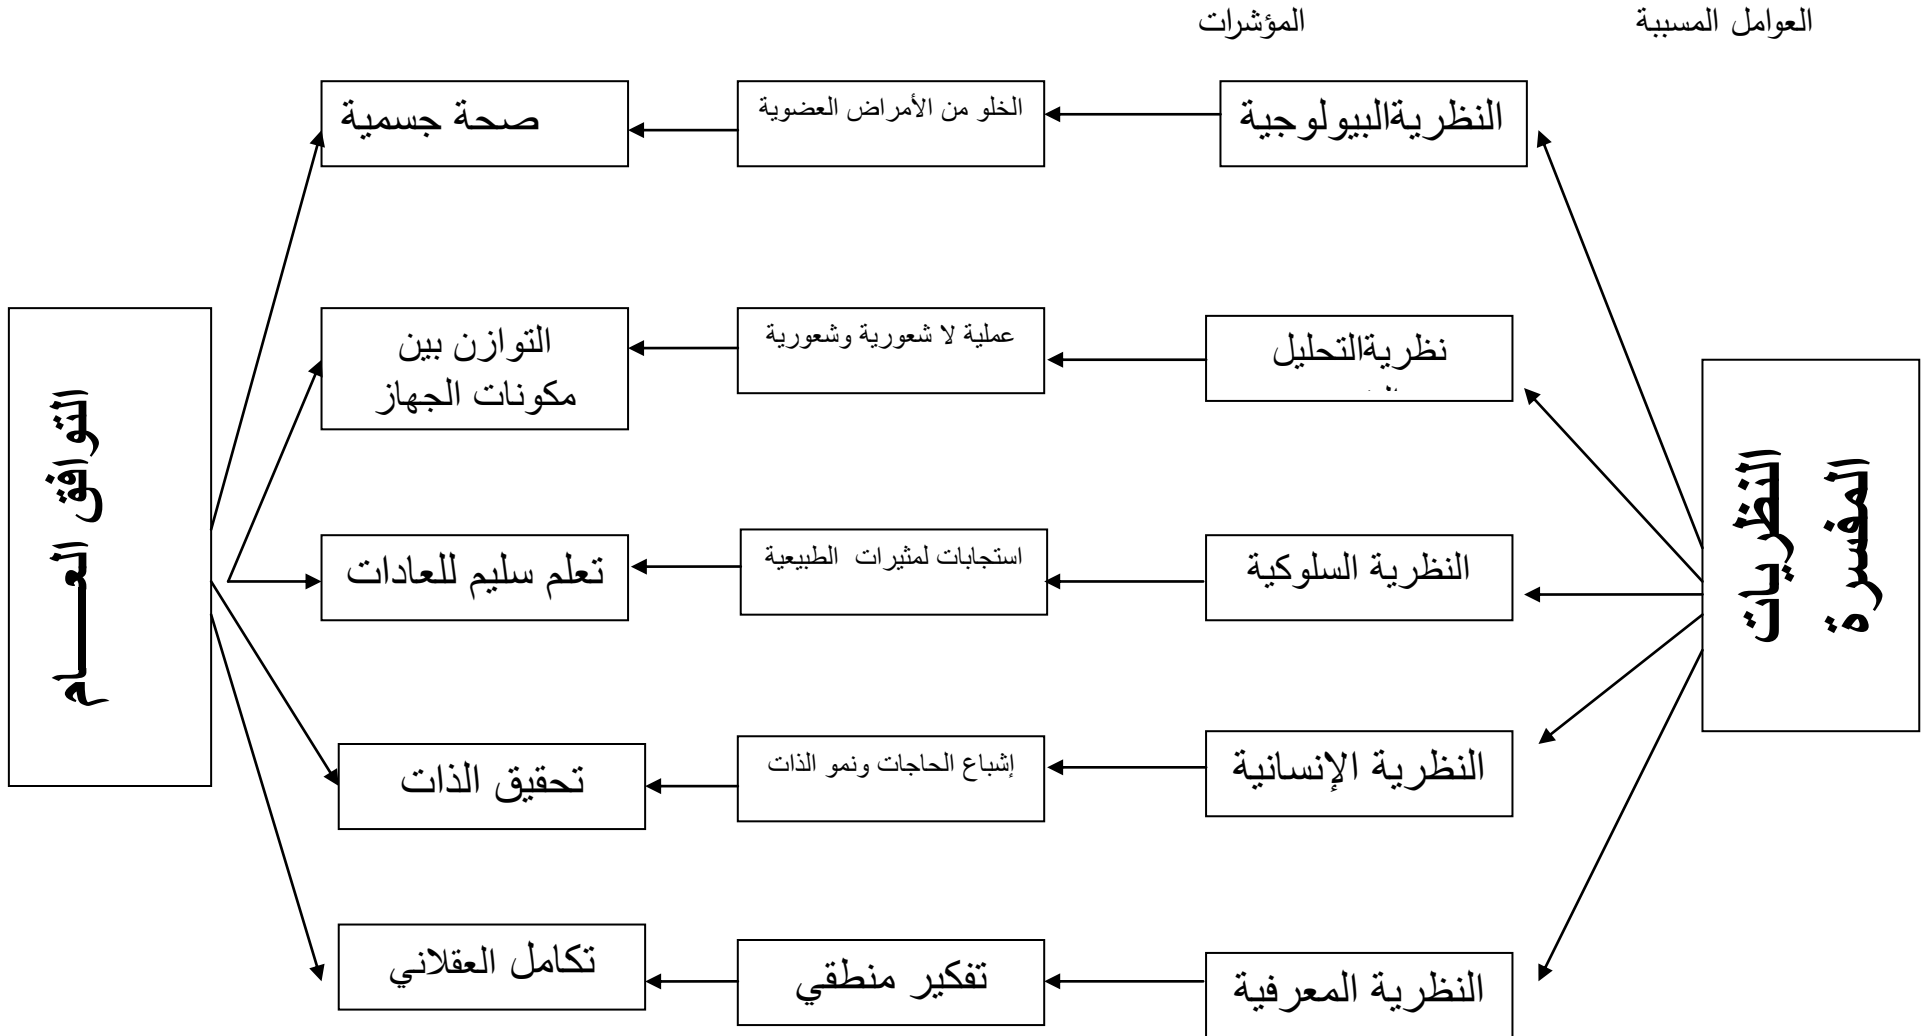 العوامل المسببة
المؤشرات
النظريةالبيولوجية
الخلو من الأمراض العضوية
صحة جسمية
نظريةالتحليل
عملية لا شعورية وشعورية
التوازن بين
مكونات الجهاز
النظريات
المفسرة
التوافق العـــــام
النظرية السلوكية
استجابات لمثيرات الطبيعية
تعلم سليم للعادات
النظرية الإنسانية
إشباع الحاجات ونمو الذات
تحقيق الذات
النظرية المعرفية
تفكير منطقي
تكامل العقلاني